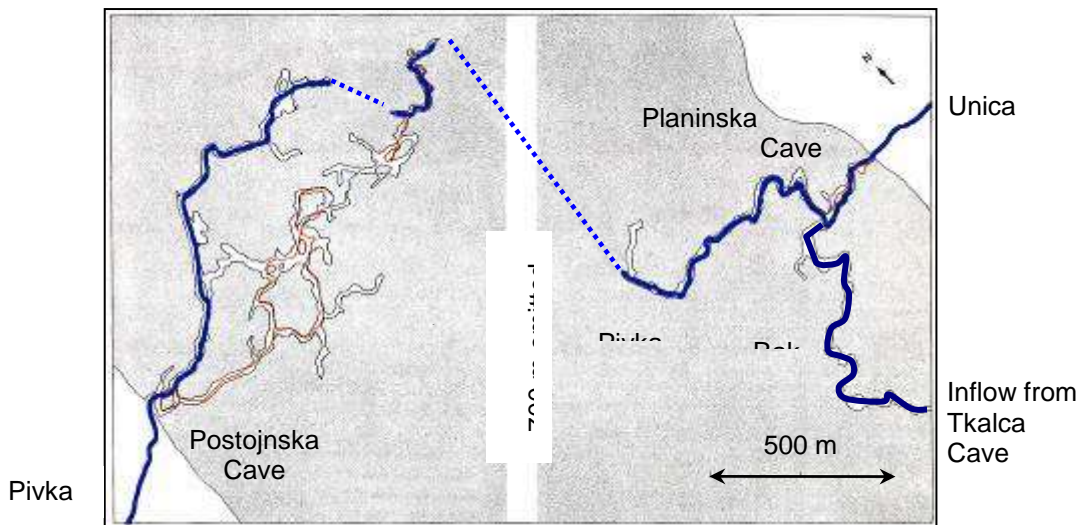 Planinska
Cave
Unica
N
500 m
Postojnska
Cave
Pivka
Inflow from
Tkalca
Cave